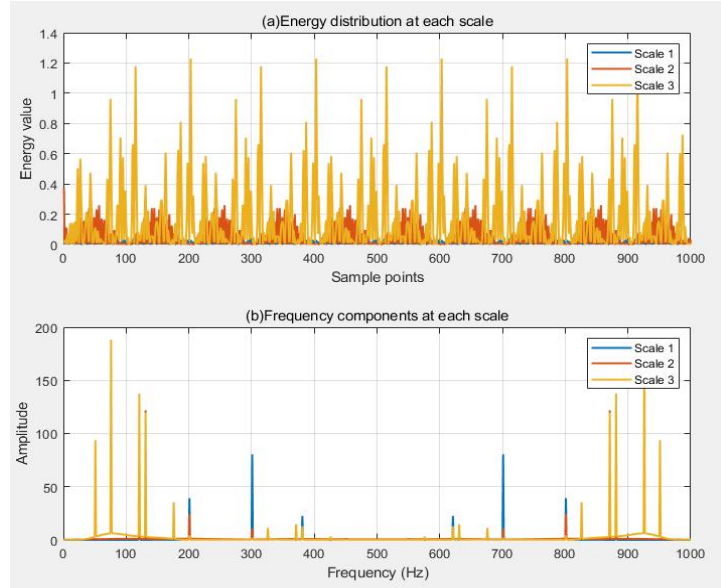 (a)Energy distribution at each scale
1.4
1.2
1
0.8
0.6
0.4
0.2
0
Energy value
Scale 1
Scale 2
Scale 3
0 100 200 300 400 500 600 700 800 900 1000
Sample points
(b)Frequency components at each scale
200
150
100
50
0
Amplitude
Scale 1
Scale 2
Scale 3
0 100 200 300 400 500 600 700 800 900 1000
Frequency (Hz)